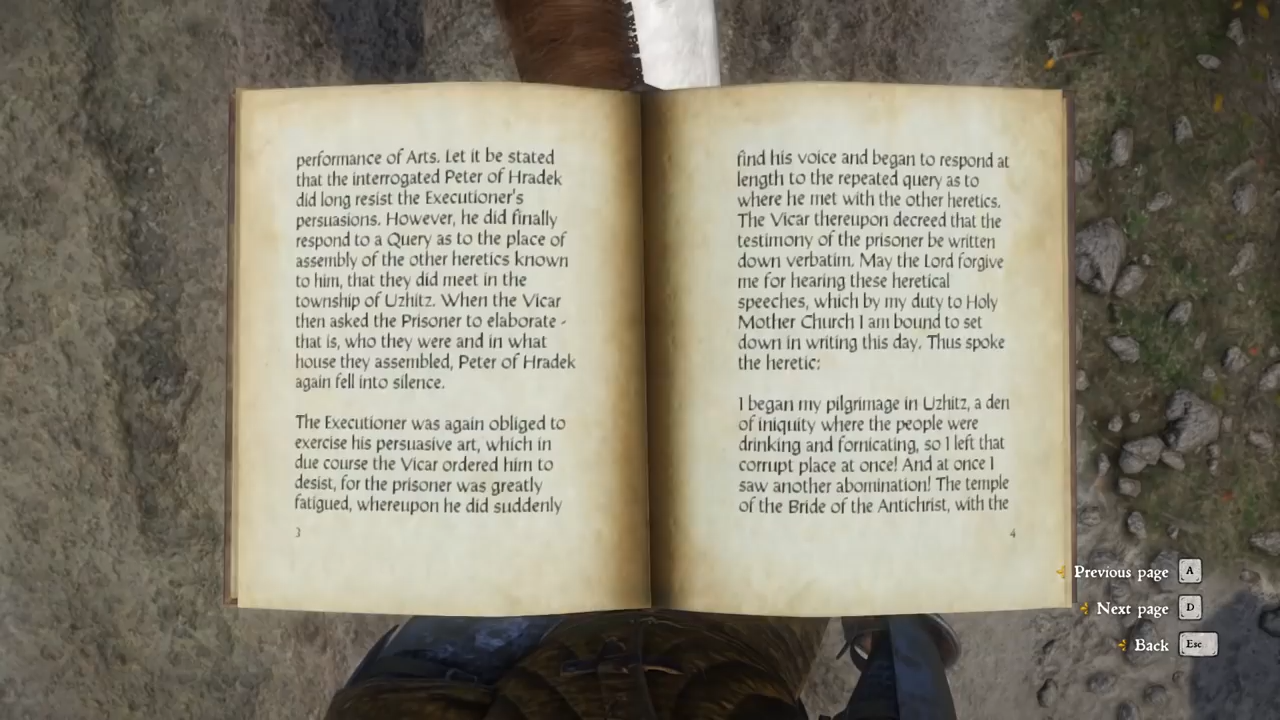 performance of Arts. Let it be stated
that the interrogated Peter of Hradek
did long resist the Executioner's
persuasions. However, he did finally
respond to a Query as to the place of
assembly of the other heretics known
to him, that they did meet in the
township of Uzhitz. When the Vicar
then asked the Prisoner to elaborate -
that is, who they were and in what
house they assembled, Peter of Hradek
again fell into silence.
The Executioner was again obliged to
exercise his persuasive art, which in
due course the Vicar ordered him to
desist, for the prisoner was greatly
fatigued, whereupon he did suddenly
3
find his voice and began to respond at
length to the repeated query as to
where he met with the other heretics.
The Vicar thereupon decreed that the
testimony of the prisoner be written
down verbatim. May the Lord forgive
me for hearing these heretical
speeches, which by my duty to Holy
Mother Church I am bound to set
down in writing this day. Thus spoke
the heretic:
I began my pilgrimage in Uzhitz, a den
of iniquity where the people were
drinking and fornicating, so I left that
corrupt place at once! And at once I
saw another abomination! The temple
of the Bride of the Antichrist, with the
4
Previous page A
Next page D
Back Esc